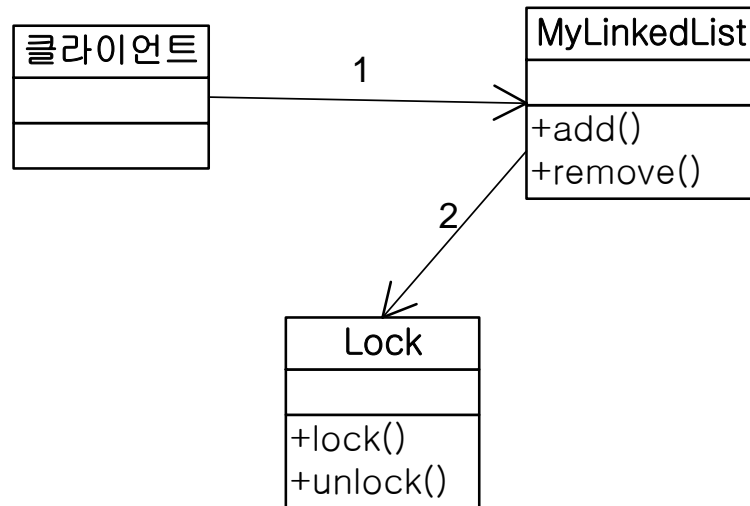 클라이언트
1
MyLinkedList
+add()
+remove()
2
Lock
+lock()
+unlock()